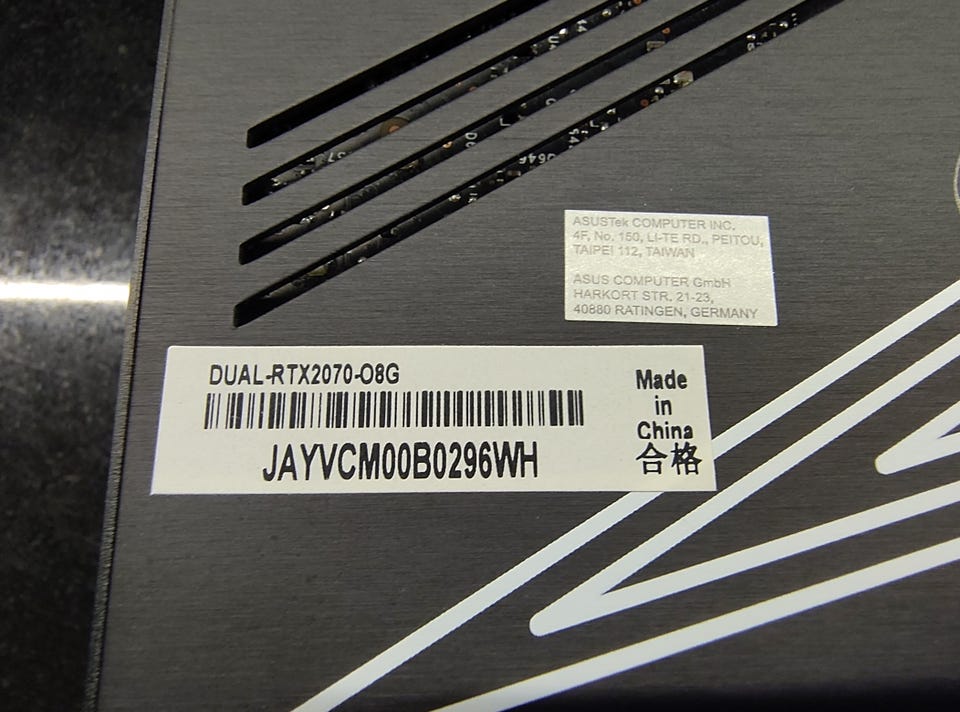 ASUSTek COMPUTER INC.
4F, No. 150, LI-TE RD., PEITOU,
TAIPEI 112, TAIWAN
ASUS COMPUTER GmbH
HARKORT STR. 21-23,
40880 RATINGEN, GERMANY
DUAL-RTX2070-O8G
JAYVCM00B0296WH
Made
in
China
合格